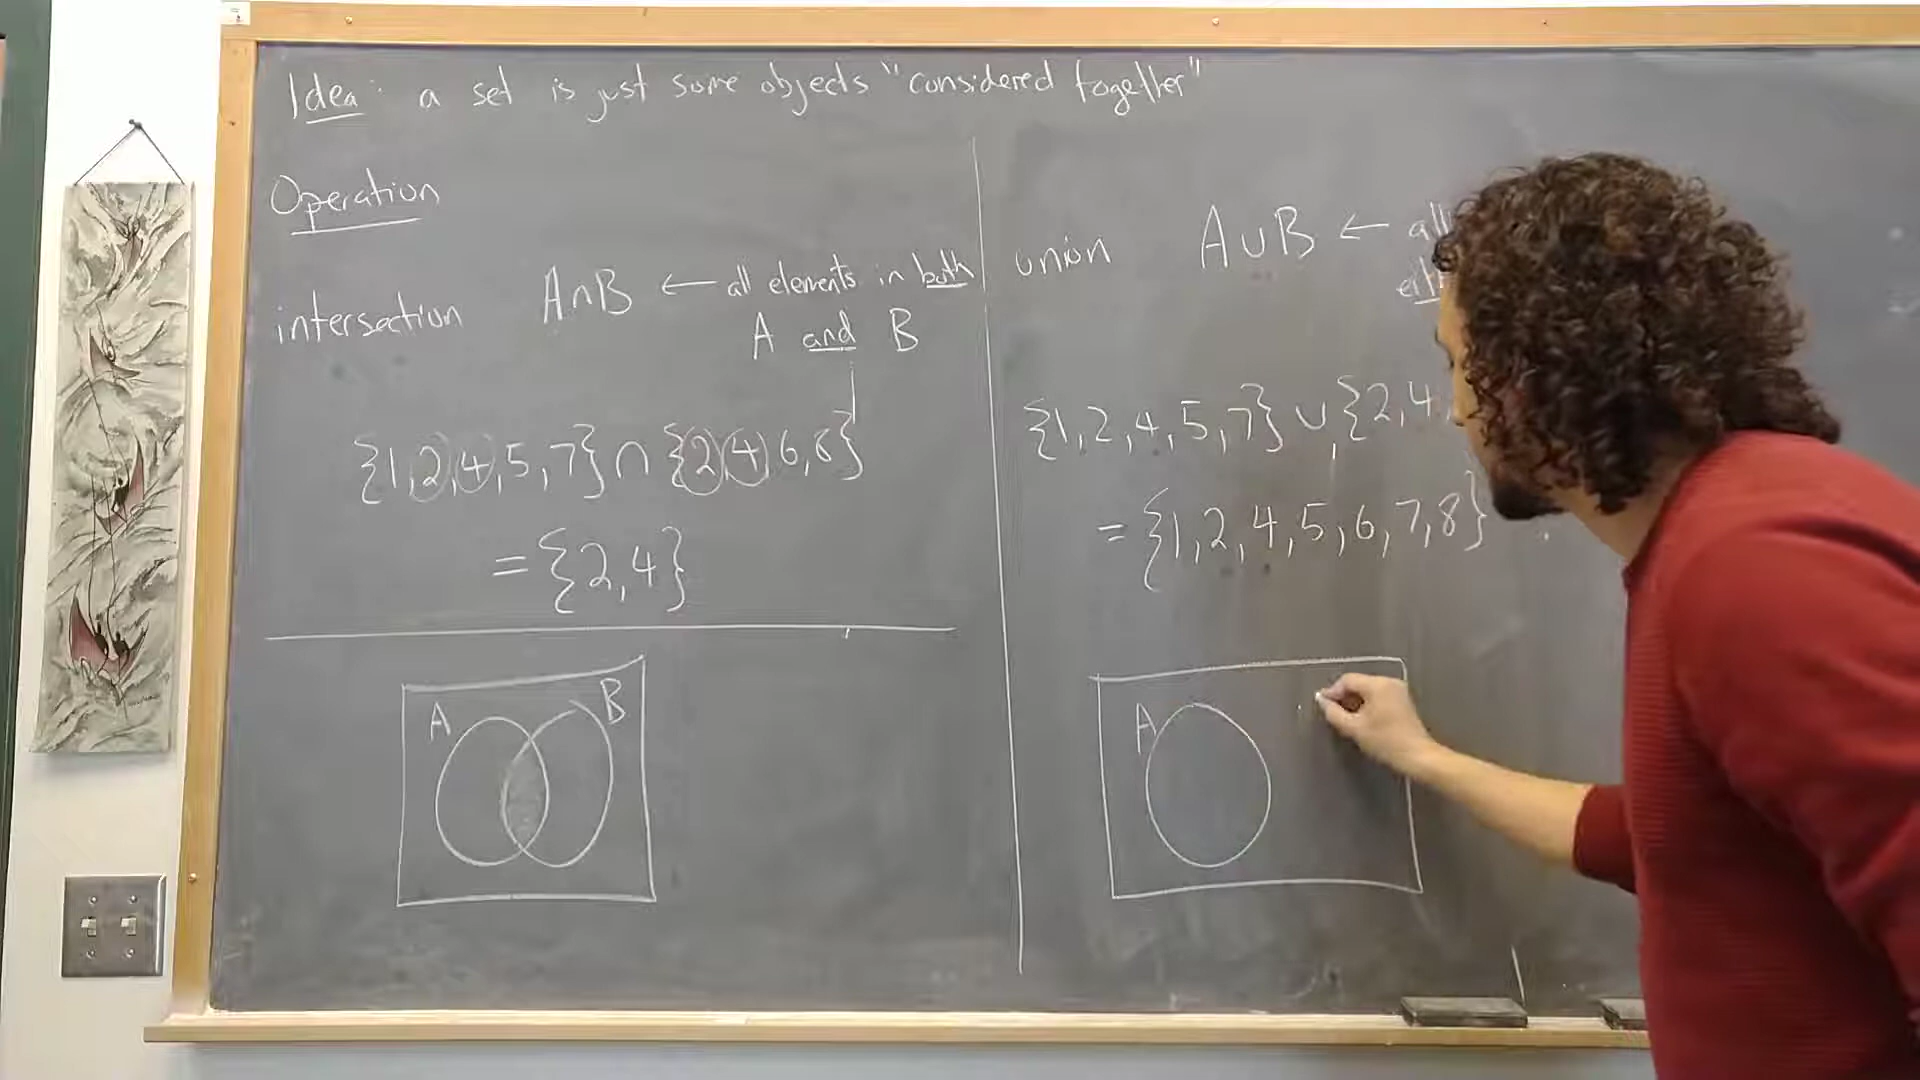 Idea: a set is just some objects "considered together"
Operation
intersection A∩B ← all elements in both
A and B
{1,2,4,5,7}∩{2,4,6,8}
={2,4}
A B
union A∪B ← all
{1,2,4,5,7}∪{2,4,
={1,2,4,5,6,7,8}
A